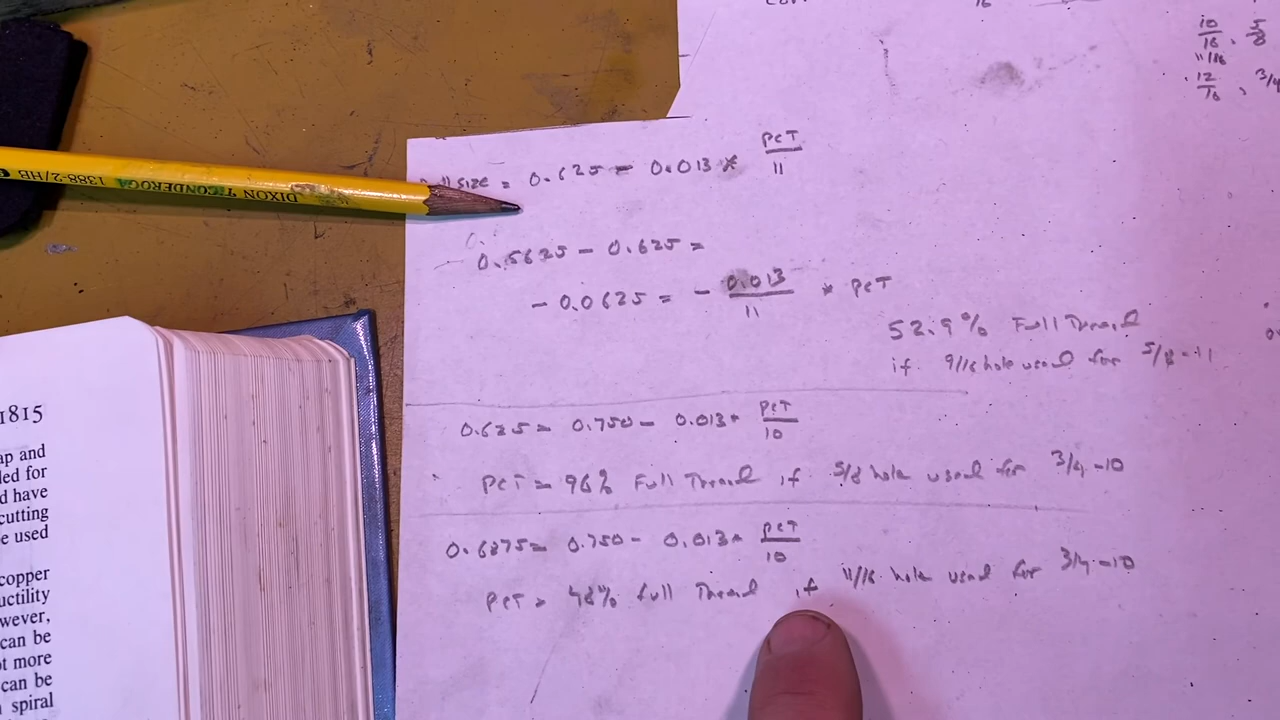 16
10/16, 5/8
11/16
12/16, 3/4
size = 0.625 - 0.013 * PCT/11
DIXON TICONDEROGA 1388-2/HB
0.
0.5625 - 0.625 =
- 0.0625 = - 0.013/11 * PCT
52.9% Full Thread
if 9/16 hole used for 5/8-11
0.625 = 0.750 - 0.013 * PCT/10
PCT = 96% Full Thread if 5/8 hole used for 3/4-10
0.6875 = 0.750 - 0.013 * PCT/10
PCT = 48% full Thread if 11/16 hole used for 3/4-10
1815
ap and
led for
d have
cutting
e used
copper
uctility
wever,
can be
ot more
can be
spiral